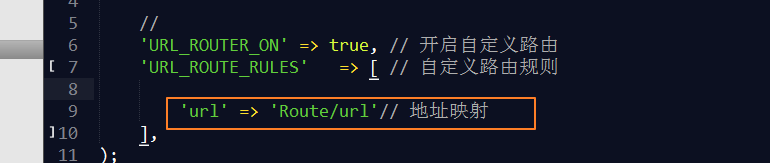 4
5 //
6 'URL_ROUTER_ON' => true, // 开启自定义路由
7 'URL_ROUTE_RULES'   => [ // 自定义路由规则
8
9 'url' => 'Route/url'// 地址映射
10 ],
11 );